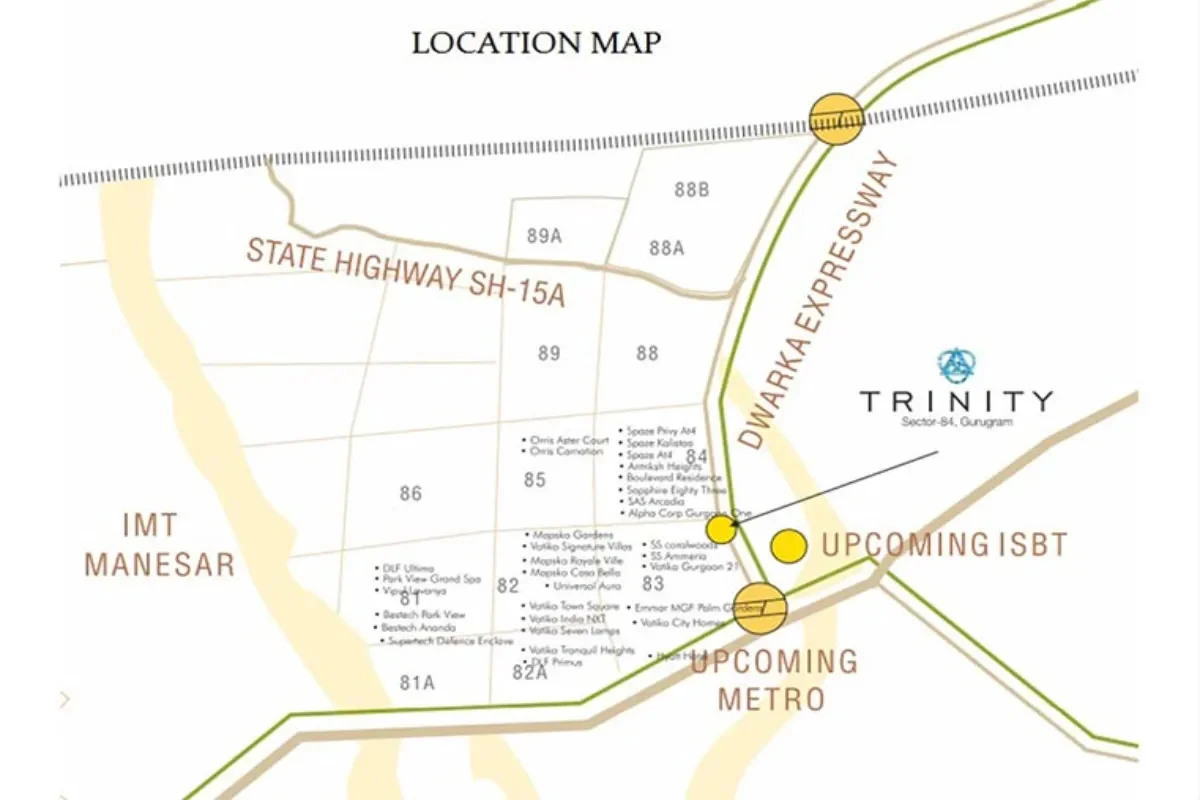 LOCATION MAP
88B
89A
88A
STATE HIGHWAY SH-15A
DWARKA EXPRESSWAY
89
88
TRINITY
Sector-84, Gurugram
• Orris Aster Court
• Orris Carnation
• Spaze Privy At4
• Spaze Kalistaa
• Spaze At4
84
• Armikah Heights
• Boulevard Residence
• Sapphire Eighty Three
• SAS Arcadia
• Alpha Corp Gurgaon One
86
85
IMT
MANESAR
UPCOMING ISBT
• Mapsko Gardens
• Vatika Signature Villas
• Mapsko Royale Ville
• Mapsko Casa Bella
• Universal Aura
• SS coralwoods
• SS Ammeria
• Vatika Gurgaon 21
• DLF Ultima
• Park View Grand Spa
• Vipul Lavanya
81
82
83
• Bestech Park View
• Bestech Ananda
• Supertech Defence Enclave
• Vatika Town Square
• Vatika India NXT
• Vatika Seven Lamps
• Emmar MGF Palm Gardens
• Vatika City Homes
• Vatika Tranquil Heights
• DLF Primus
• Hyatt Hotel
81A
82A
UPCOMING
METRO